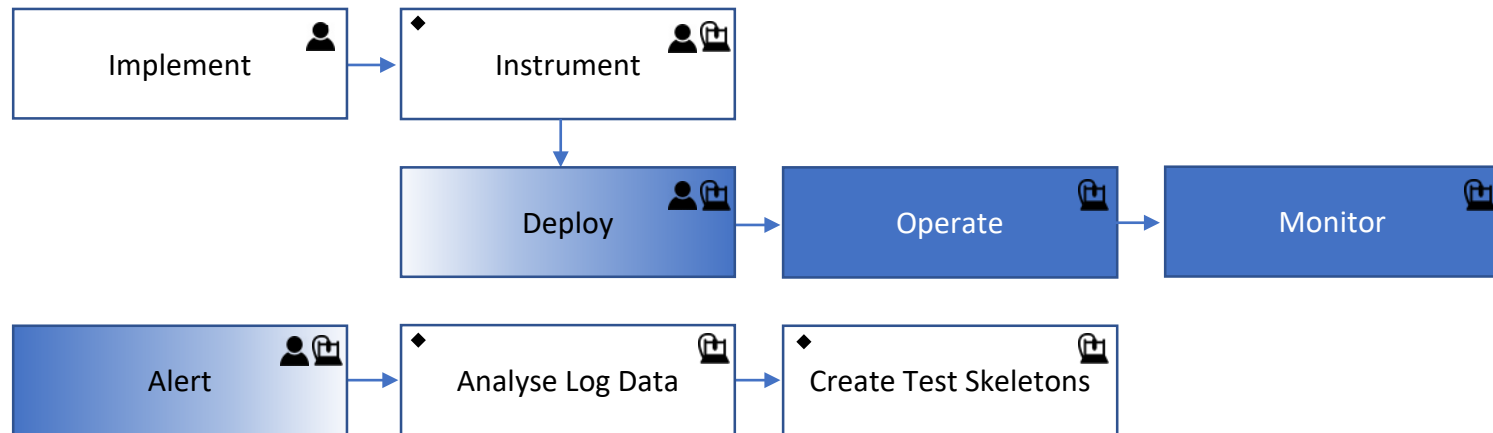 Implement
Instrument
Deploy
Operate
Monitor
Alert
Analyse Log Data
Create Test Skeletons